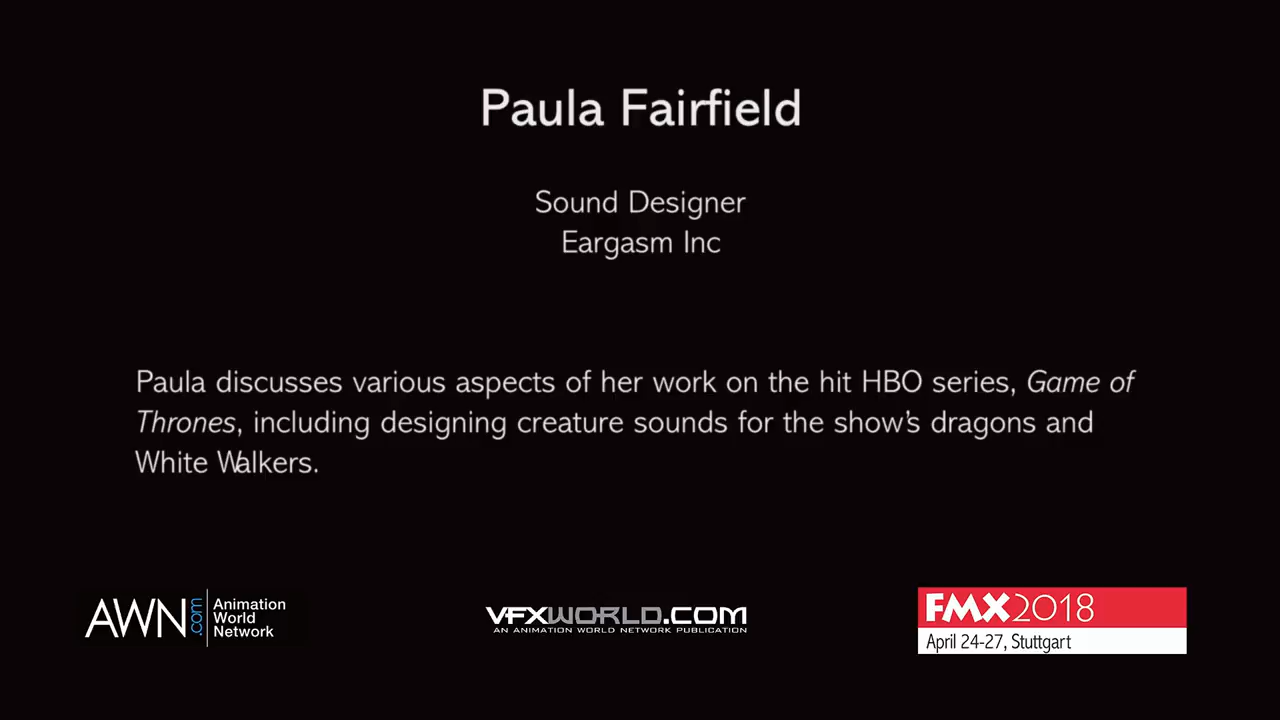 Paula Fairfield
Sound Designer
Eargasm Inc
Paula discusses various aspects of her work on the hit HBO series, Game of
Thrones, including designing creature sounds for the show's dragons and
White Walkers.
AWN.com
Animation
World
Network
VFXWORLD.COM
AN ANIMATION WORLD NETWORK PUBLICATION
FMX2018
April 24-27, Stuttgart